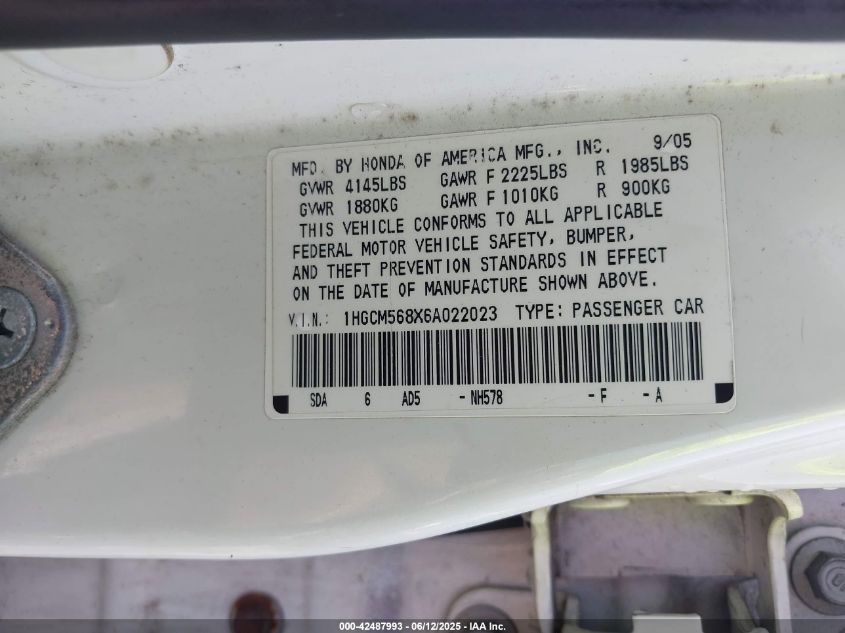 MFD. BY HONDA OF AMERICA MFG., INC. 9/05
GVWR 4145LBS GAWR F 2225LBS R 1985LBS
GVWR 1880KG GAWR F 1010KG R 900KG
THIS VEHICLE CONFORMS TO ALL APPLICABLE
FEDERAL MOTOR VEHICLE SAFETY, BUMPER,
AND THEFT PREVENTION STANDARDS IN EFFECT
ON THE DATE OF MANUFACTURE SHOWN ABOVE.
V.I.N.: 1HGCM568X6A022023 TYPE: PASSENGER CAR
SDA 6 AD5 -NH578 -F -A
000-42487993 - 06/12/2025 - IAA Inc.